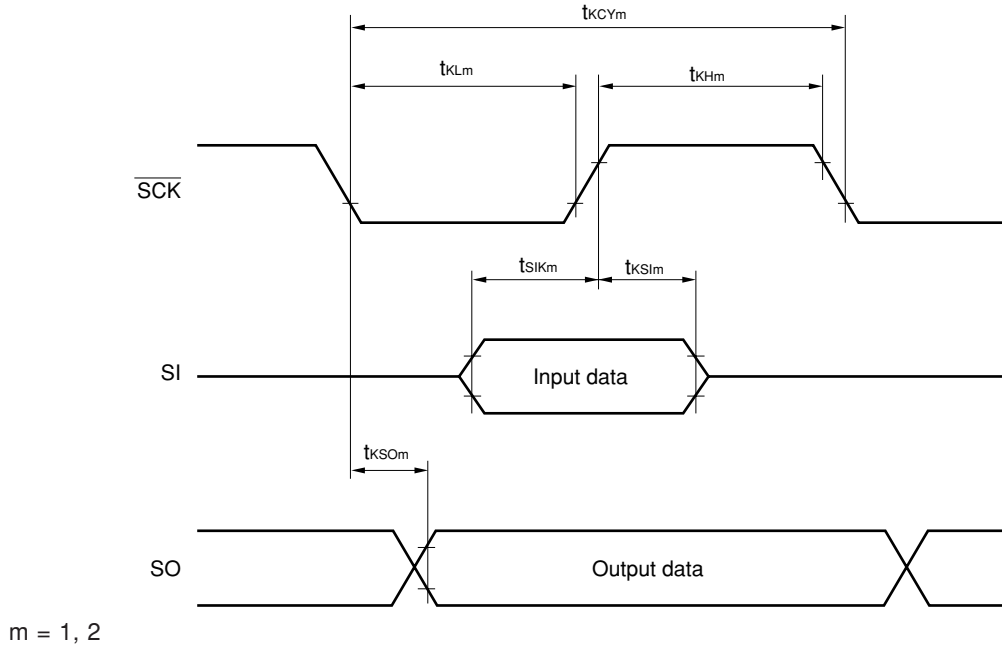 tKCYm
tKLm
tKHm
SCK
tSIKm
tKSIm
SI
Input data
tKSOm
SO
Output data
m = 1, 2